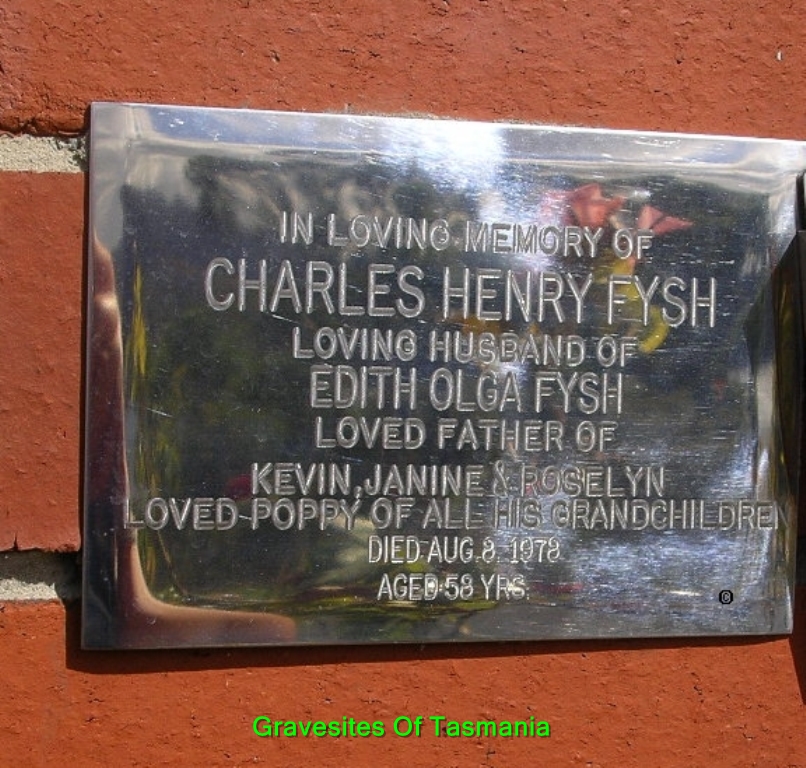 IN LOVING MEMORY OF
CHARLES HENRY FYSH
LOVING HUSBAND OF
EDITH OLGA FYSH
LOVED FATHER OF
KEVIN, JANINE & ROSELYN
LOVED POPPY OF ALL HIS GRANDCHILDREN
DIED AUG. 8. 1978
AGED 58 YRS.
©
Gravesites Of Tasmania